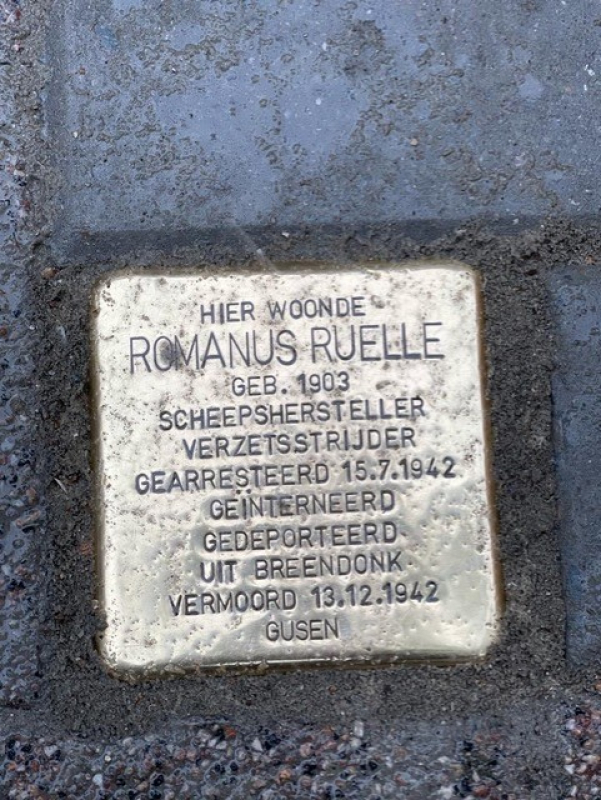 HIER WOONDE
ROMANUS RUELLE
GEB. 1903
SCHEEPSHERSTELLER
VERZETSSTRIJDER
GEARRESTEERD 15.7.1942
GEÏNTERNEERD
GEDEPORTEERD
UIT BREENDONK
VERMOORD 13.12.1942
GUSEN